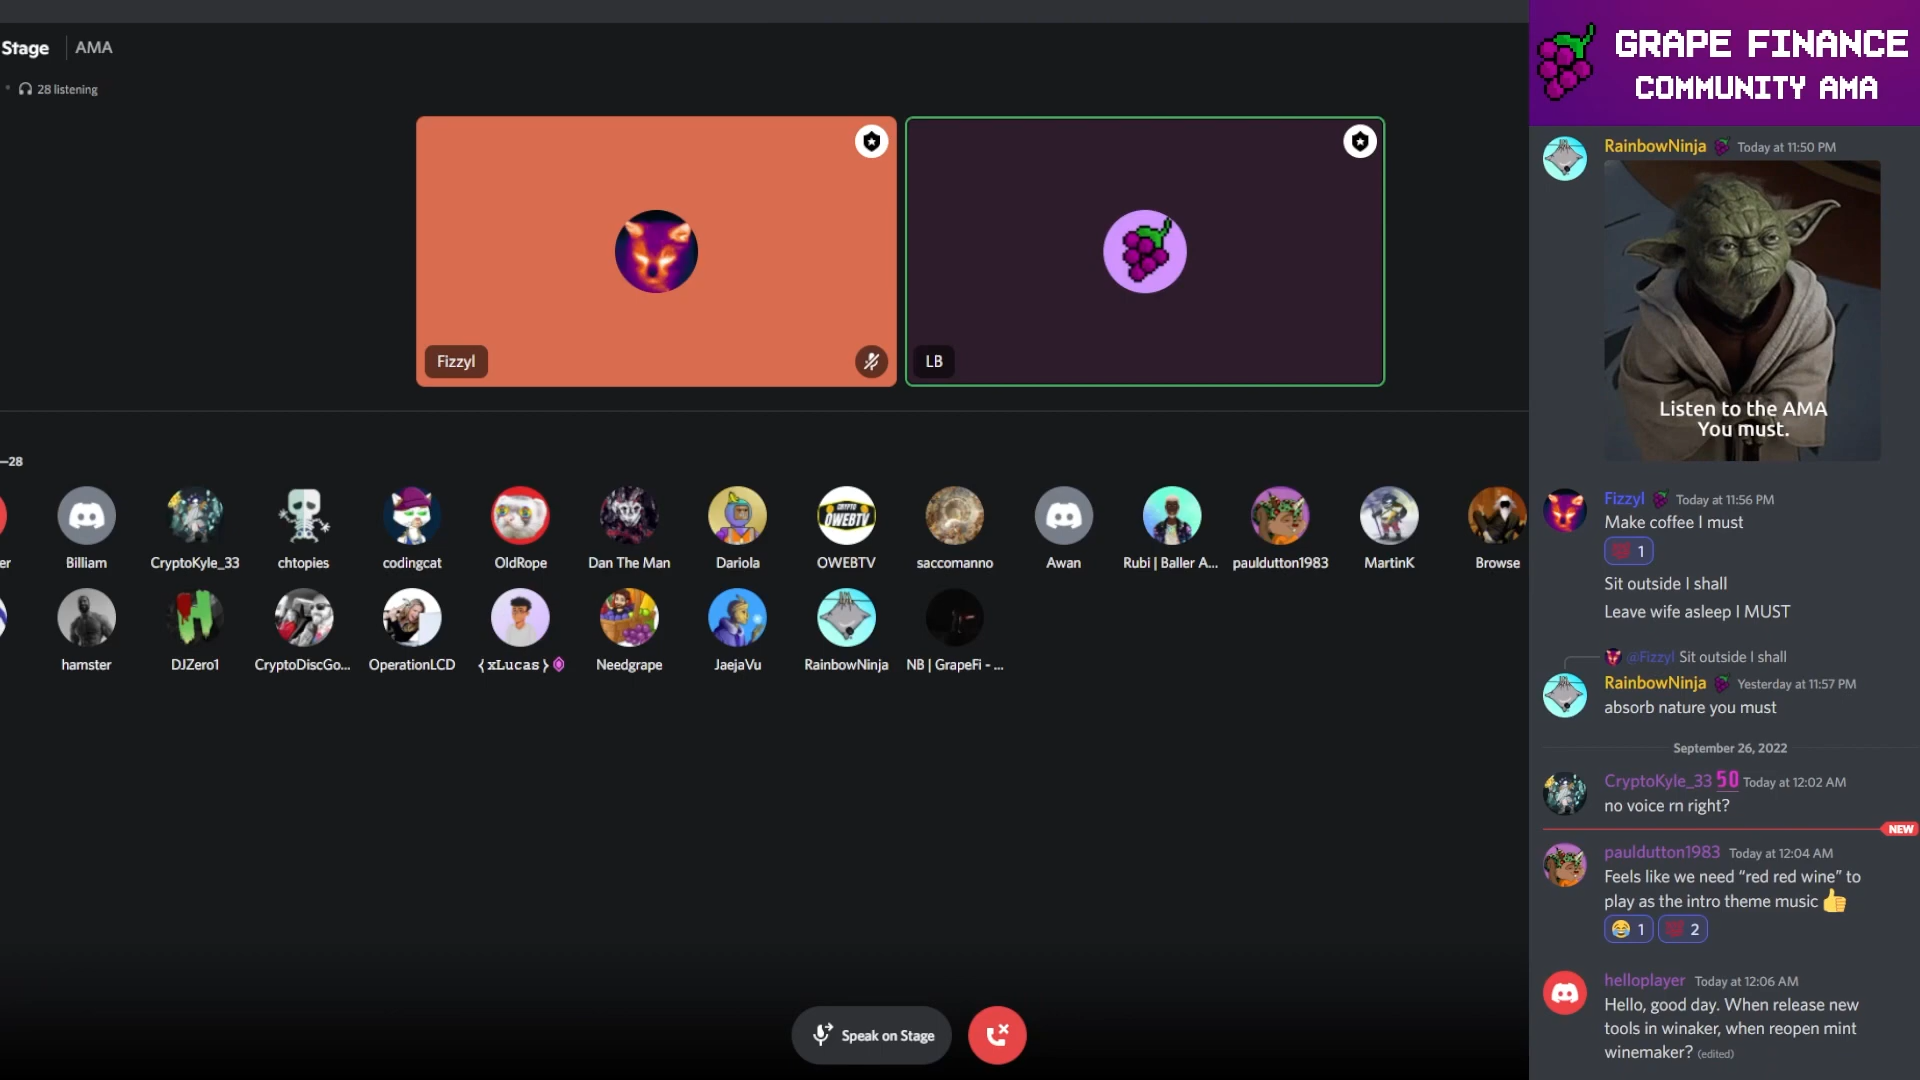 Stage AMA
28 listening
GRAPE FINANCE
COMMUNITY AMA
Fizzyl
LB
—28
er
Billiam
CryptoKyle_33
chtopies
codingcat
OldRope
Dan The Man
Dariola
OWEBTV
saccomanno
Awan
Rubi | Baller A...
pauldutton1983
MartinK
Browse
CRYPTO
OWEBTV
hamster
DJZero1
CryptoDiscGo...
OperationLCD
{xLucas}
Needgrape
JaejaVu
RainbowNinja
NB | GrapeFi - ...
Speak on Stage
RainbowNinja Today at 11:50 PM
Listen to the AMA
You must.
Fizzyl Today at 11:56 PM
Make coffee I must
1
Sit outside I shall
Leave wife asleep I MUST
@Fizzyl Sit outside I shall
RainbowNinja Yesterday at 11:57 PM
absorb nature you must
September 26, 2022
CryptoKyle_33 50 Today at 12:02 AM
no voice rn right?
NEW
pauldutton1983 Today at 12:04 AM
Feels like we need “red red wine” to
play as the intro theme music 👍
😂 1 💯 2
helloplayer Today at 12:06 AM
Hello, good day. When release new
tools in winaker, when reopen mint
winemaker? (edited)